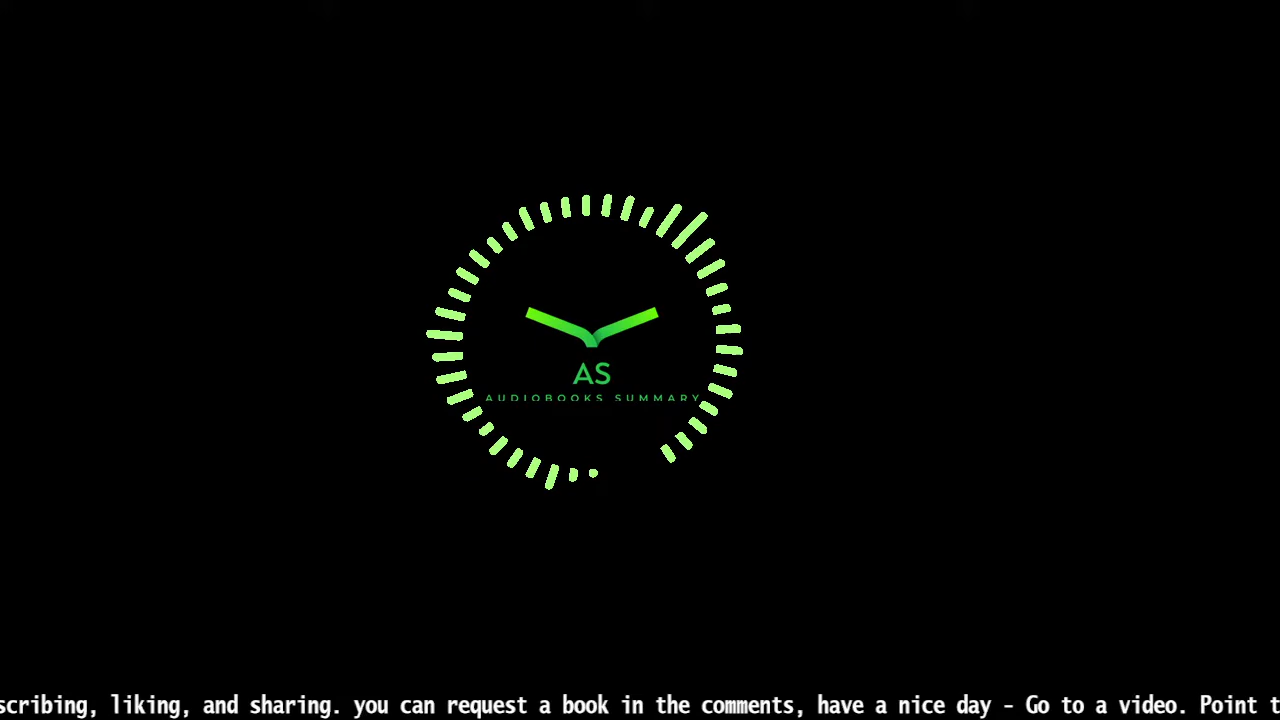 AS
AUDIOBOOKS SUMMARY
liking, and sharing. you can request a book in the comments, have a nice day - Go to a video. Point